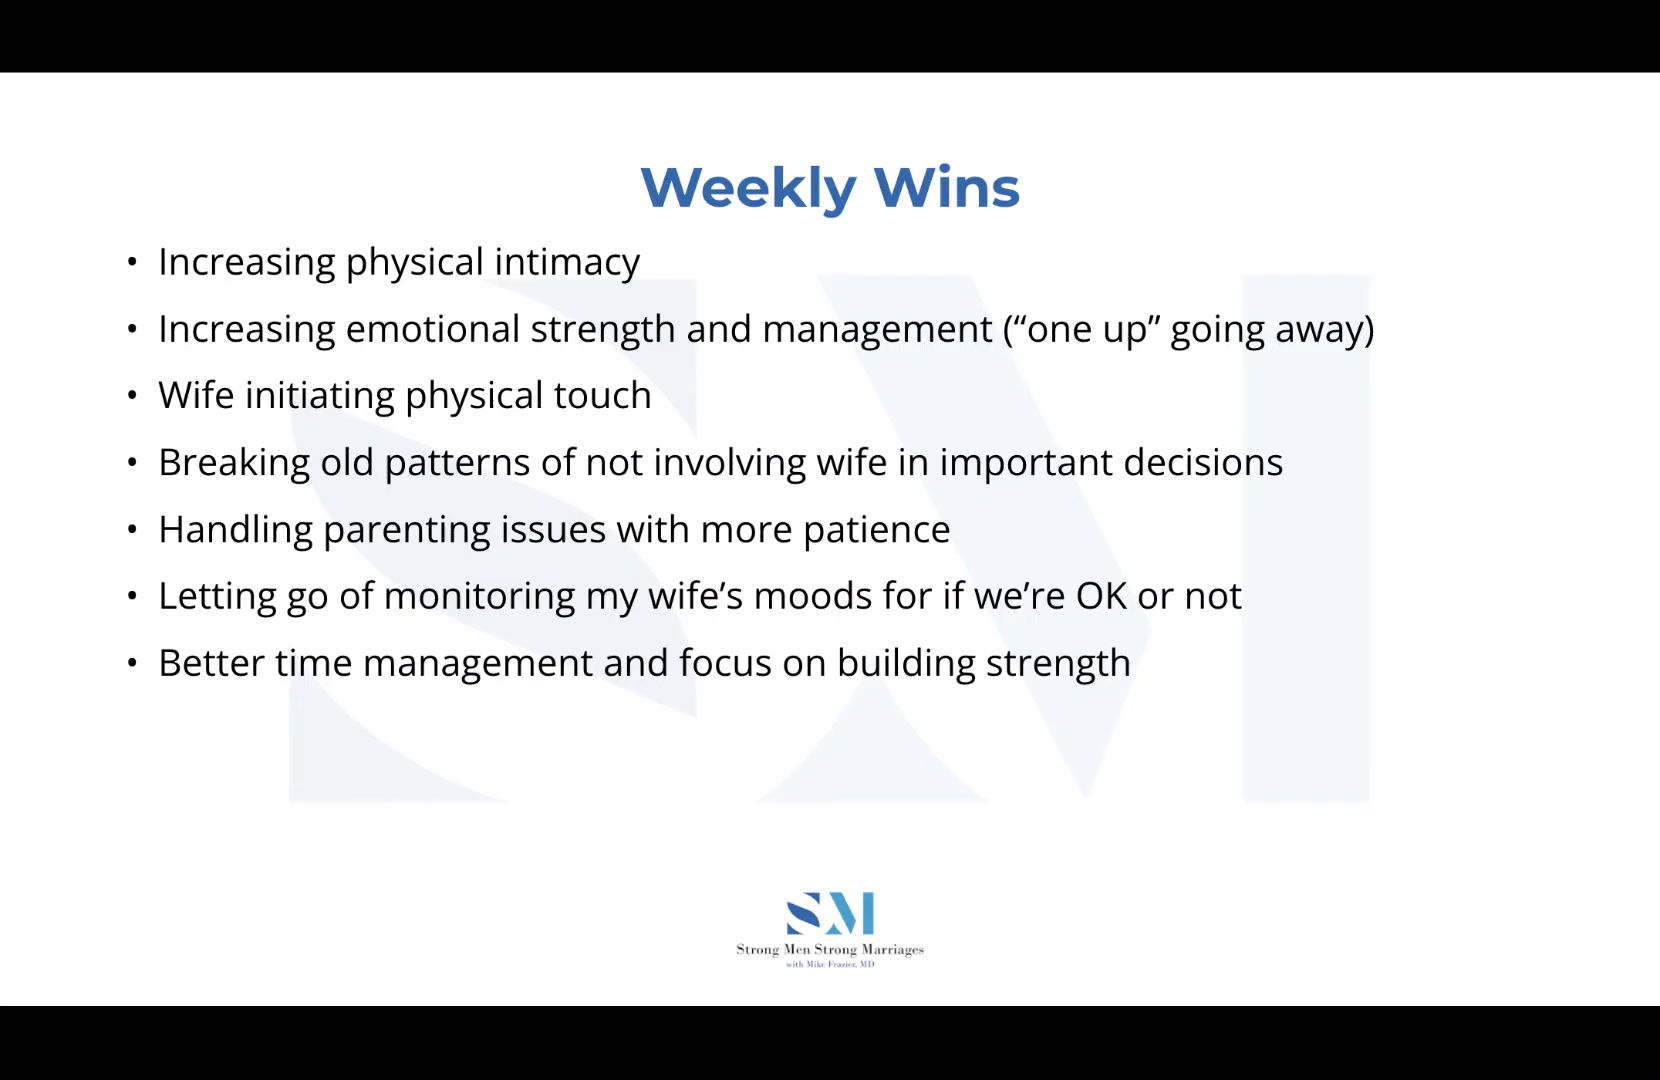 Weekly Wins
• Increasing physical intimacy
• Increasing emotional strength and management (“one up” going away)
• Wife initiating physical touch
• Breaking old patterns of not involving wife in important decisions
• Handling parenting issues with more patience
• Letting go of monitoring my wife’s moods for if we’re OK or not
• Better time management and focus on building strength
SM
Strong Men Strong Marriages
with Mike Frazier, MD